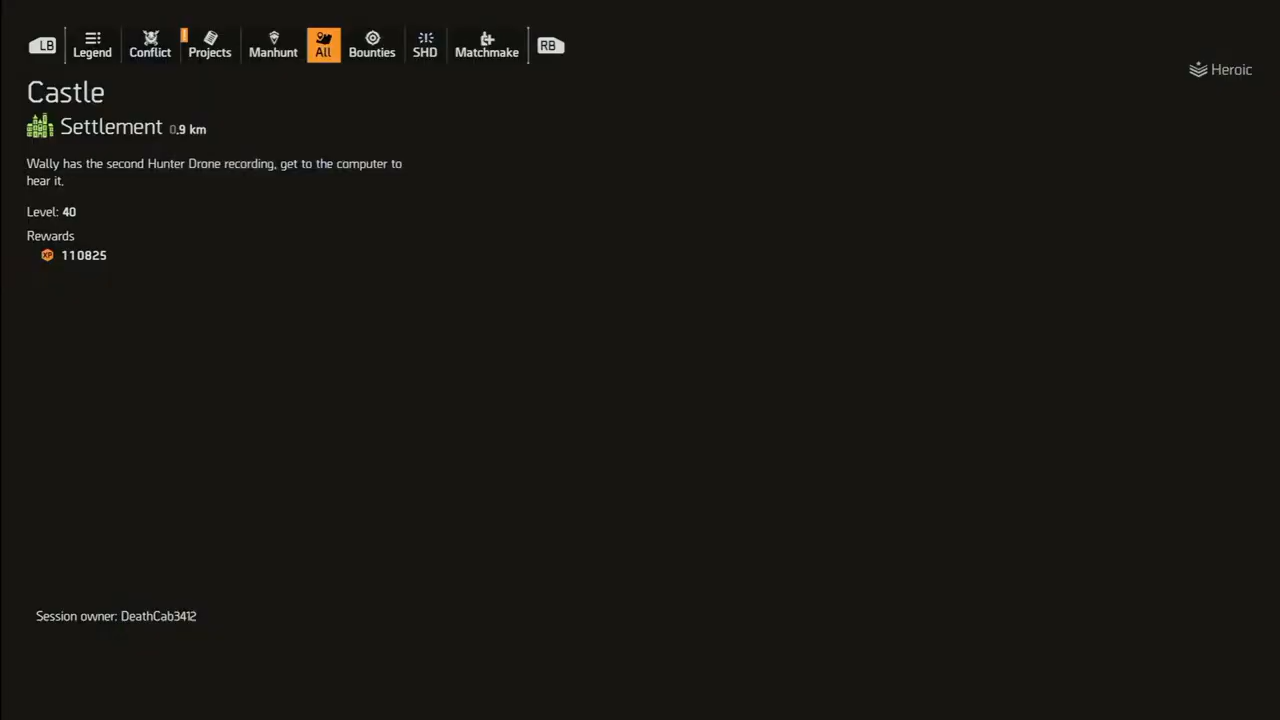 LB Legend Conflict Projects Manhunt All Bounties SHD Matchmake RB
Heroic
Castle
Settlement 0.9 km
Wally has the second Hunter Drone recording, get to the computer to
hear it.
Level: 40
Rewards
XP 110825
Session owner: DeathCab3412